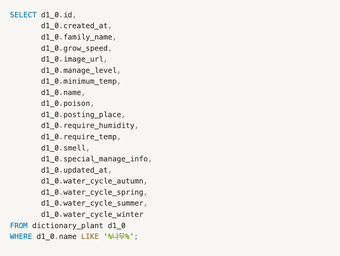 SELECT d1_0.id,
d1_0.created_at,
d1_0.family_name,
d1_0.grow_speed,
d1_0.image_url,
d1_0.manage_level,
d1_0.minimum_temp,
d1_0.name,
d1_0.poison,
d1_0.posting_place,
d1_0.require_humidity,
d1_0.require_temp,
d1_0.smell,
d1_0.special_manage_info,
d1_0.updated_at,
d1_0.water_cycle_autumn,
d1_0.water_cycle_spring,
d1_0.water_cycle_summer,
d1_0.water_cycle_winter
FROM dictionary_plant d1_0
WHERE d1_0.name LIKE '%나무%';